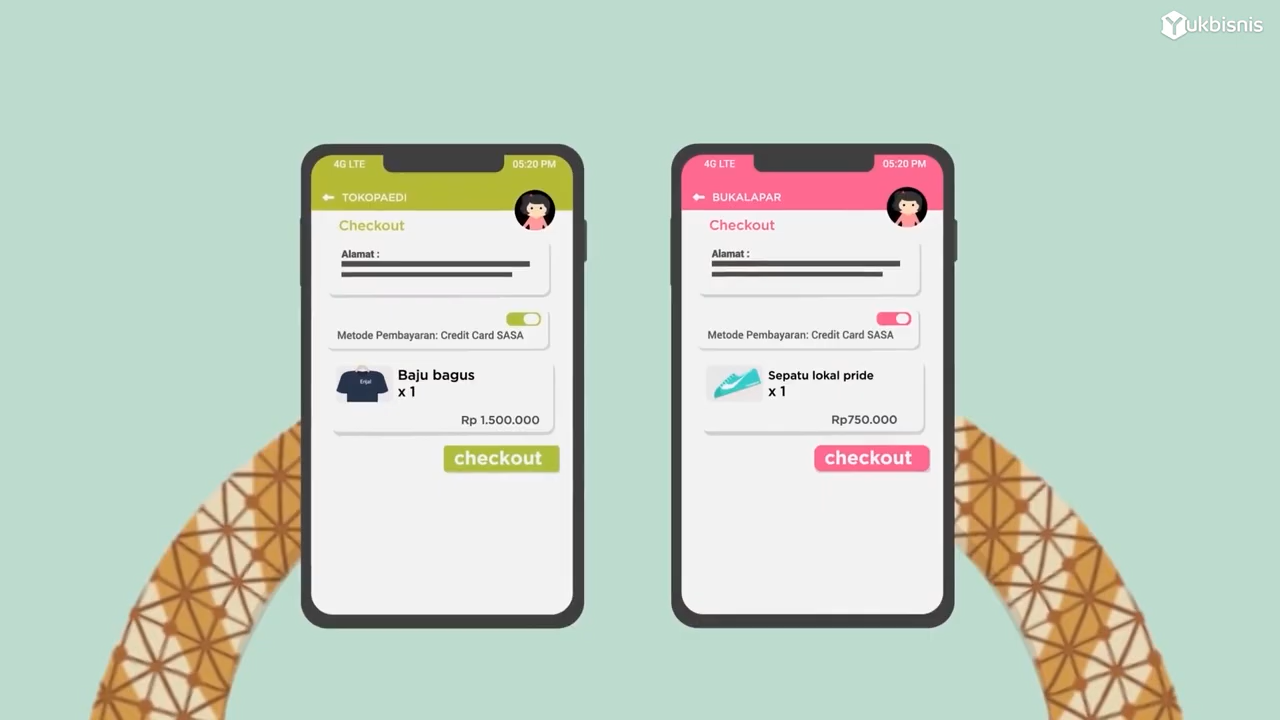 Yukbisnis
4G LTE
05:20 PM
TOKOPAEDI
Checkout
Alamat :
Metode Pembayaran: Credit Card SASA
Erijal
Baju bagus
x 1
Rp 1.500.000
checkout
4G LTE
05:20 PM
BUKALAPAR
Checkout
Alamat :
Metode Pembayaran: Credit Card SASA
Sepatu lokal pride
x 1
Rp750.000
checkout